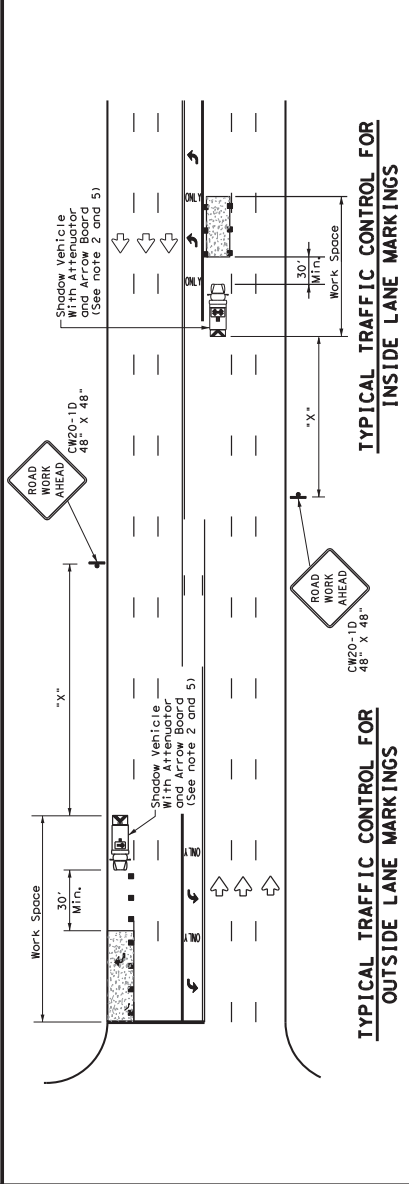 Shadow Vehicle
With Attenuator
and Arrow Board
(See note 2 and 5)
ROAD
WORK
AHEAD
CW20-1D
48" X 48"
"X"
Work Space
30'
Min.
Shadow Vehicle
With Attenuator
and Arrow Board
(See note 2 and 5)
ONLY
ONLY
ONLY
ONLY
30'
Min.
Work Space
"X"
ROAD
WORK
AHEAD
CW20-1D
48" X 48"
TYPICAL TRAFFIC CONTROL FOR
OUTSIDE LANE MARKINGS
TYPICAL TRAFFIC CONTROL FOR
INSIDE LANE MARKINGS